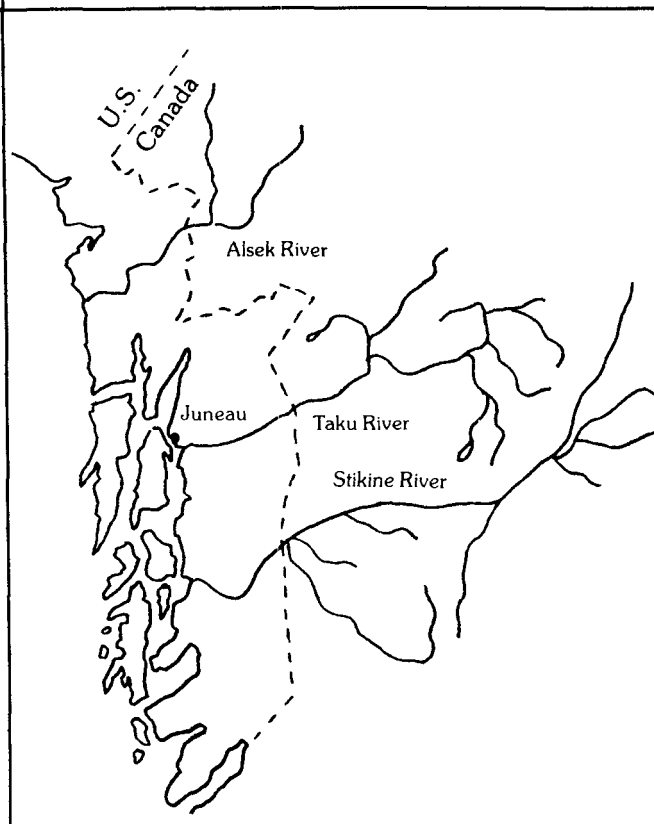 U.S.
Canada
Alsek River
Juneau
Taku River
Stikine River